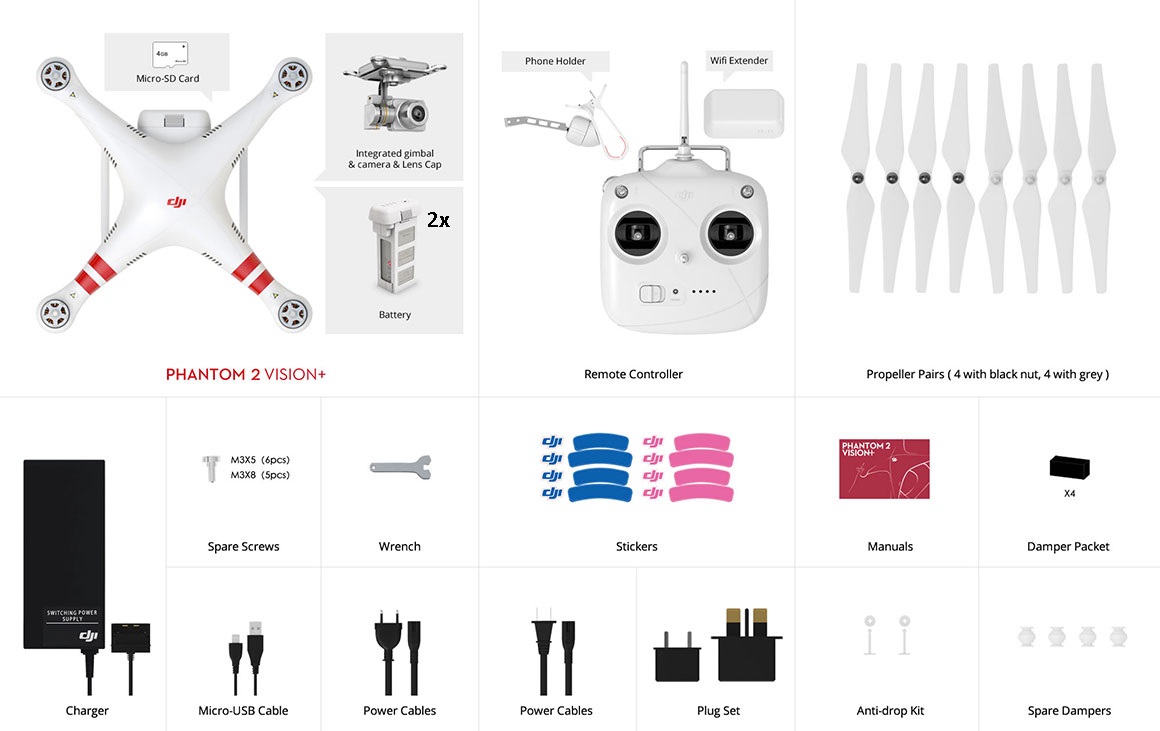 4GB
Micro-SD Card
Integrated gimbal
& camera & Lens Cap
2x
Battery
dji
PHANTOM 2 VISION+
Phone Holder
Wifi Extender
dji
Remote Controller
Propeller Pairs ( 4 with black nut, 4 with grey )
SWITCHING POWER
SUPPLY
dji
Charger
M3X5 (6pcs)
M3X8 (5pcs)
Spare Screws
Wrench
dji dji
dji dji
dji dji
dji dji
Stickers
PHANTOM 2
VISION+
Manuals
X4
Damper Packet
Micro-USB Cable
Power Cables
Power Cables
Plug Set
Anti-drop Kit
Spare Dampers